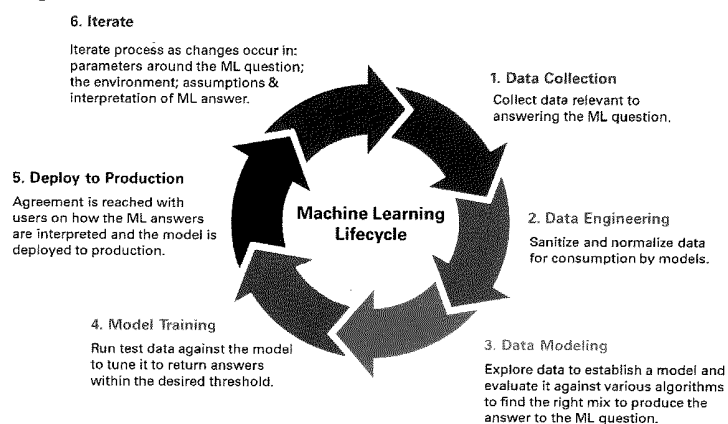 6. Iterate
Iterate process as changes occur in:
parameters around the ML question;
the environment; assumptions &
interpretation of ML answer.
1. Data Collection
Collect data relevant to
answering the ML question.
5. Deploy to Production
Agreement is reached with
users on how the ML answers
are interpreted and the model is
deployed to production.
Machine Learning
Lifecycle
2. Data Engineering
Sanitize and normalize data
for consumption by models.
4. Model Training
Run test data against the model
to tune it to return answers
within the desired threshold.
3. Data Modeling
Explore data to establish a model and
evaluate it against various algorithms
to find the right mix to produce the
answer to the ML question.